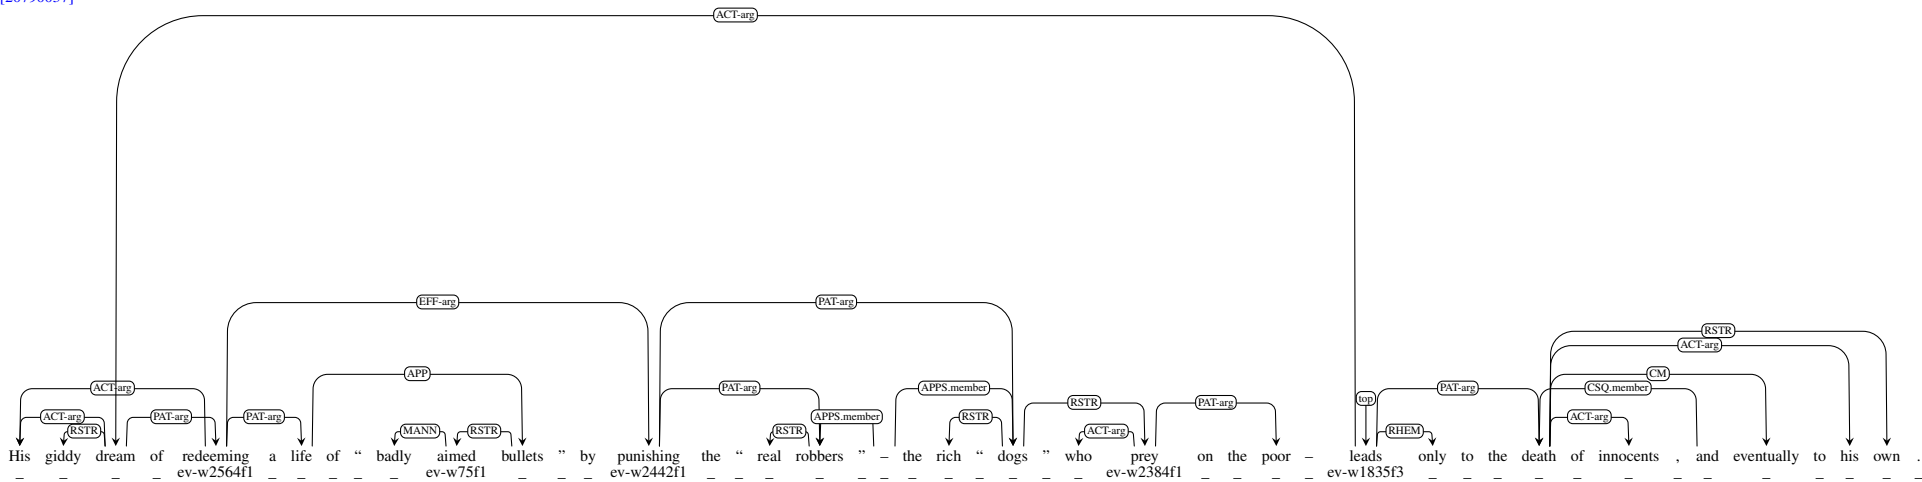 ACT-arg
EFF-arg PAT-arg
RSTR
ACT-arg
APP CM
ACT-arg PAT-arg APPS.member PAT-arg CSQ.member
top
RSTR PAT-arg
ACT-arg PAT-arg PAT-arg APPS.member RSTR ACT-arg
RSTR MANN RSTR RSTR ACT-arg RHEM
His giddy dream of redeeming a life of “ badly aimed bullets ” by punishing the “ real robbers ” – the rich “ dogs ” who prey on the poor – leads only to the death of innocents , and eventually to his own .
_ _ _ _ ev-w2564f1 _ _ _ _ _ ev-w75f1 _ _ _ ev-w2442f1 _ _ _ _ _ _ _ _ _ _ _ _ ev-w2384f1 _ _ _ _ ev-w1835f3 _ _ _ _ _ _ _ _ _ _ _ _ _